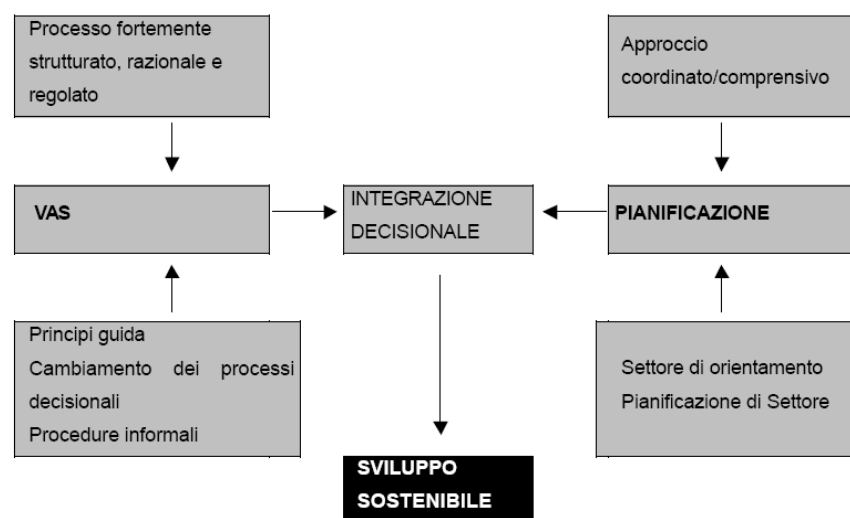 Processo fortemente
strutturato, razionale e
regolato
Approccio
coordinato/comprensivo
VAS
INTEGRAZIONE
DECISIONALE
PIANIFICAZIONE
Principi guida
Cambiamento dei processi
decisionali
Procedure informali
Settore di orientamento
Pianificazione di Settore
SVILUPPO
SOSTENIBILE